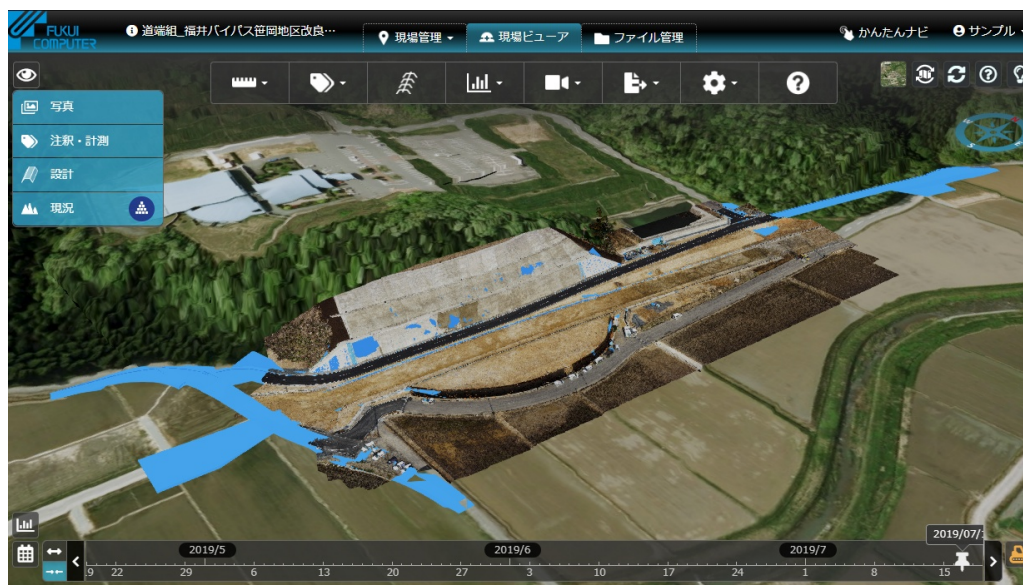 FUKUI
COMPUTER
道端組_福井バイパス笹岡地区改良…
現場管理
現場ビューア
ファイル管理
かんたんナビ
サンプル
写真
注釈・計測
設計
現況
2019/07/
2019/5
2019/6
2019/7
9 22 29 6 13 20 27 3 10 17 24 1 8 15